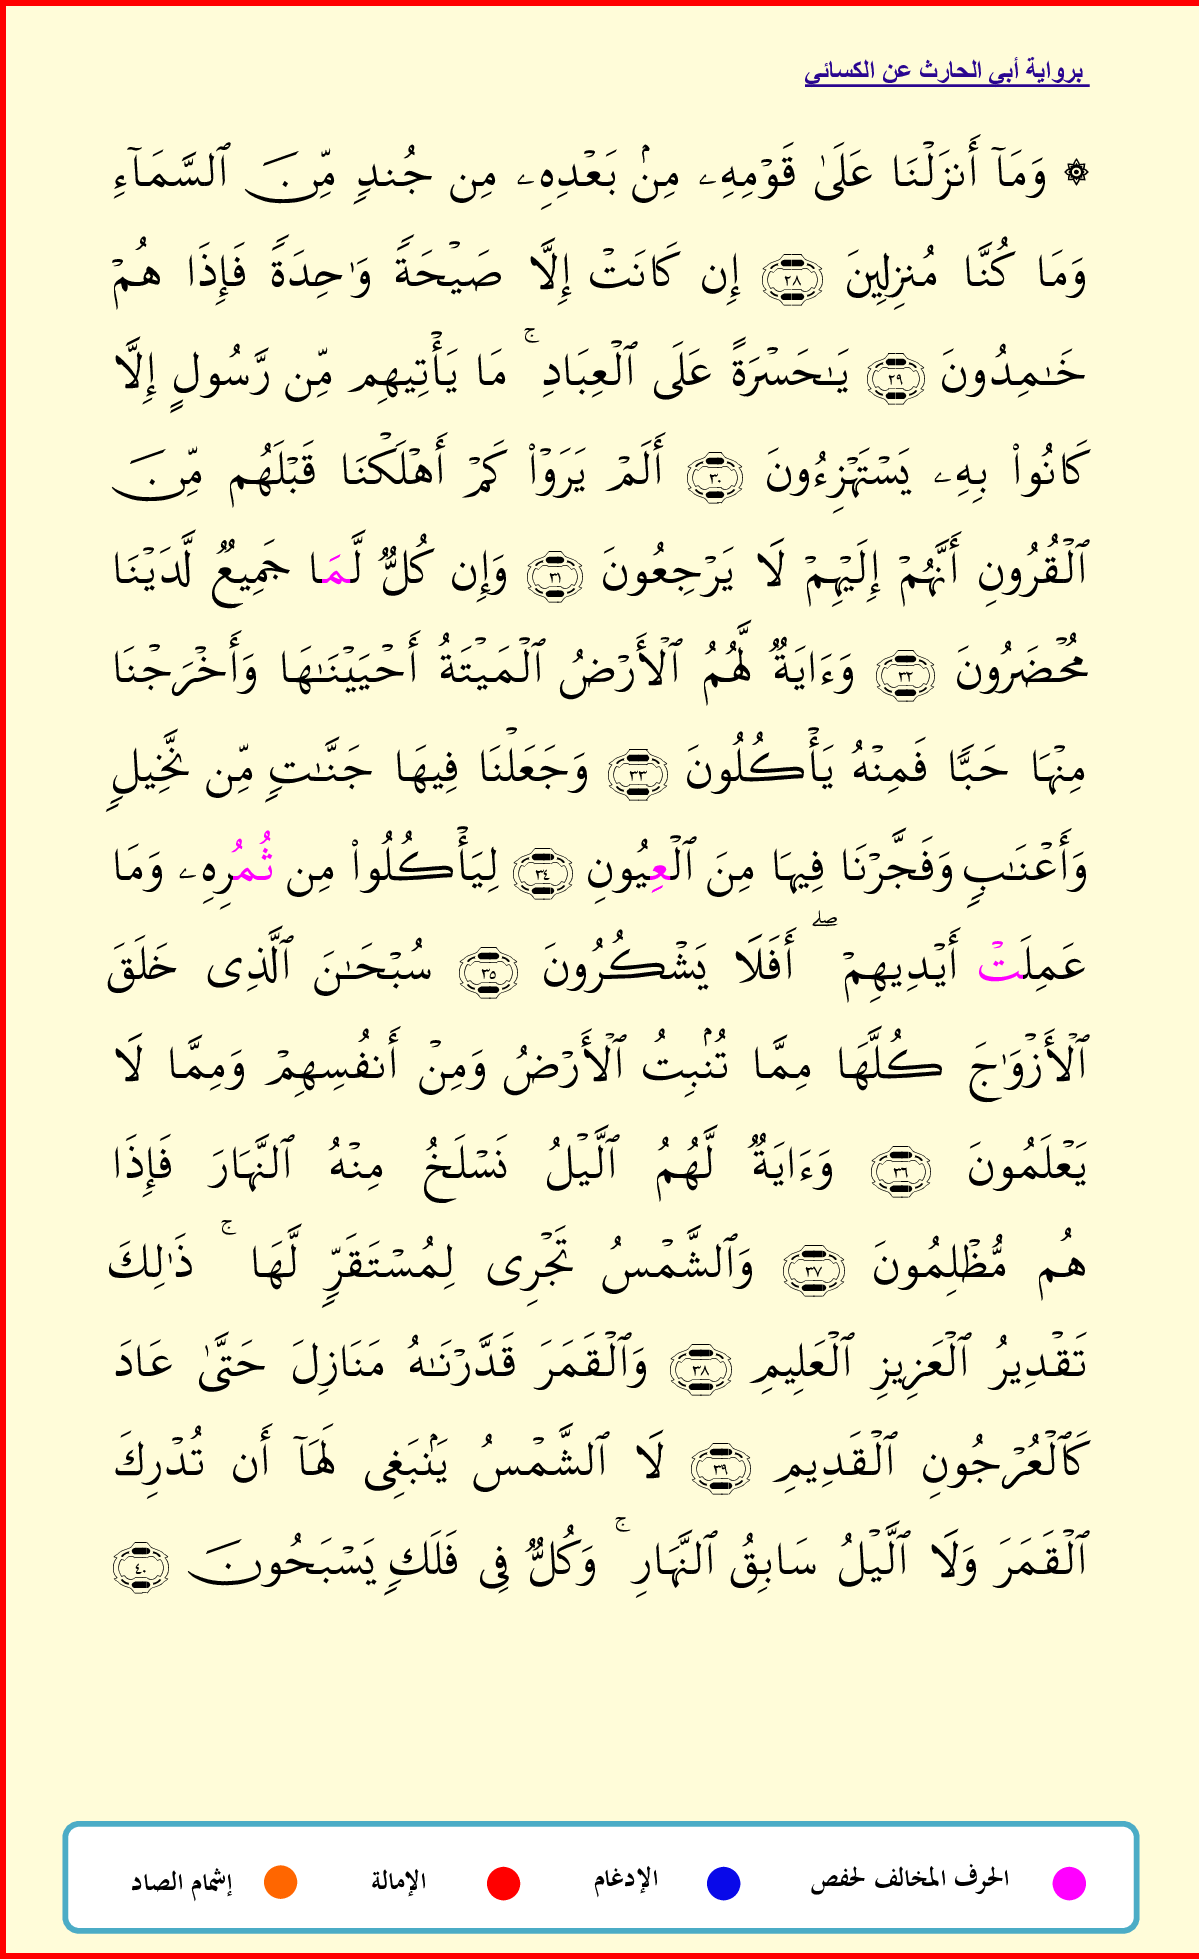 برواية أبي الحارث عن الكسائي
۞ وَمَآ أَنزَلْنَا عَلَىٰ قَوْمِهِۦ مِنۢ بَعْدِهِۦ مِن جُندٍ مِّنَ ٱلسَّمَآءِ
وَمَا كُنَّا مُنزِلِينَ ٢٨ إِن كَانَتْ إِلَّا صَيْحَةً وَٰحِدَةً فَإِذَا هُمْ
خَٰمِدُونَ ٢٩ يَٰحَسْرَةً عَلَى ٱلْعِبَادِ ۚ مَا يَأْتِيهِم مِّن رَّسُولٍ إِلَّا
كَانُوا۟ بِهِۦ يَسْتَهْزِءُونَ ٣٠ أَلَمْ يَرَوْا۟ كَمْ أَهْلَكْنَا قَبْلَهُم مِّنَ
ٱلْقُرُونِ أَنَّهُمْ إِلَيْهِمْ لَا يَرْجِعُونَ ٣١ وَإِن كُلٌّ لَّمَا جَمِيعٌ لَّدَيْنَا
مُحْضَرُونَ ٣٢ وَءَايَةٌ لَّهُمُ ٱلْأَرْضُ ٱلْمَيْتَةُ أَحْيَيْنَٰهَا وَأَخْرَجْنَا
مِنْهَا حَبًّا فَمِنْهُ يَأْكُلُونَ ٣٣ وَجَعَلْنَا فِيهَا جَنَّٰتٍ مِّن نَّخِيلٍ
وَأَعْنَٰبٍ وَفَجَّرْنَا فِيهَا مِنَ ٱلْعِيُونِ ٣٤ لِيَأْكُلُوا۟ مِن ثُمُرِهِۦ وَمَا
عَمِلَتْ أَيْدِيهِمْ ۖ أَفَلَا يَشْكُرُونَ ٣٥ سُبْحَٰنَ ٱلَّذِى خَلَقَ
ٱلْأَزْوَٰجَ كُلَّهَا مِمَّا تُنۢبِتُ ٱلْأَرْضُ وَمِنْ أَنفُسِهِمْ وَمِمَّا لَا
يَعْلَمُونَ ٣٦ وَءَايَةٌ لَّهُمُ ٱلَّيْلُ نَسْلَخُ مِنْهُ ٱلنَّهَارَ فَإِذَا
هُم مُّظْلِمُونَ ٣٧ وَٱلشَّمْسُ تَجْرِى لِمُسْتَقَرٍّ لَّهَا ۚ ذَٰلِكَ
تَقْدِيرُ ٱلْعَزِيزِ ٱلْعَلِيمِ ٣٨ وَٱلْقَمَرَ قَدَّرْنَٰهُ مَنَازِلَ حَتَّىٰ عَادَ
كَٱلْعُرْجُونِ ٱلْقَدِيمِ ٣٩ لَا ٱلشَّمْسُ يَنۢبَغِى لَهَآ أَن تُدْرِكَ
ٱلْقَمَرَ وَلَا ٱلَّيْلُ سَابِقُ ٱلنَّهَارِ ۚ وَكُلٌّ فِى فَلَكٍ يَسْبَحُونَ ٤٠
الحرف المخالف لحفص الإدغام الإمالة إشمام الصاد